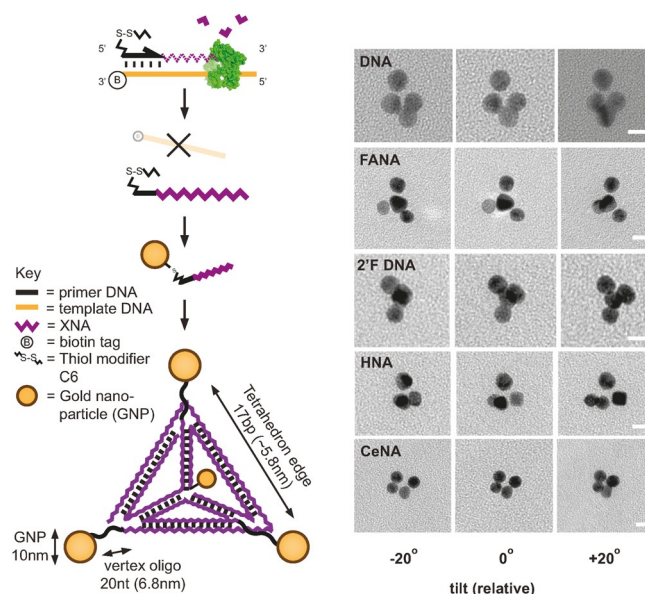 S-S
5'
3'
3'
B
5'
B
S-S
S
Key
= primer DNA
= template DNA
= XNA
B = biotin tag
S-S = Thiol modifier
C6
= Gold nano-
particle (GNP)
Tetrahedron edge
17bp (~5.8nm)
GNP
10nm
vertex oligo
20nt (6.8nm)
DNA
FANA
2'F DNA
HNA
CeNA
-20°
0°
+20°
tilt (relative)